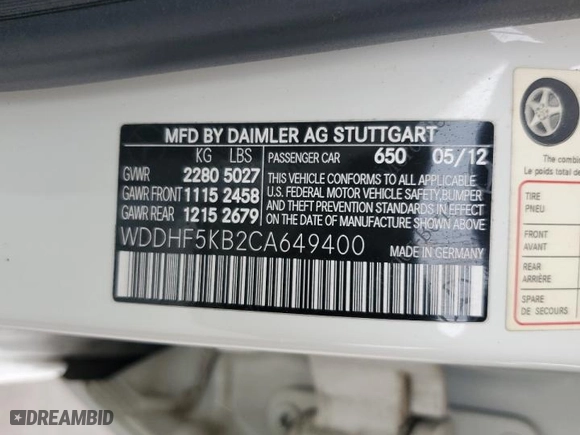 MFD BY DAIMLER AG STUTTGART
KG LBS PASSENGER CAR 650 05/12
GVWR 2280 5027
GAWR FRONT 1115 2458
GAWR REAR 1215 2679
THIS VEHICLE CONFORMS TO ALL APPLICABLE
U.S. FEDERAL MOTOR VEHICLE SAFETY, BUMPER
AND THEFT PREVENTION STANDARDS IN EFFECT
ON THE DATE OF MANUFACTURE SHOWN ABOVE
WDDHF5KB2CA649400 MADE IN GERMANY
The combin
Le poids total de
TIRE
PNEU
FRONT
AVANT
REAR
ARRIÈRE
SPARE
DE SECOURS
DREAMBID